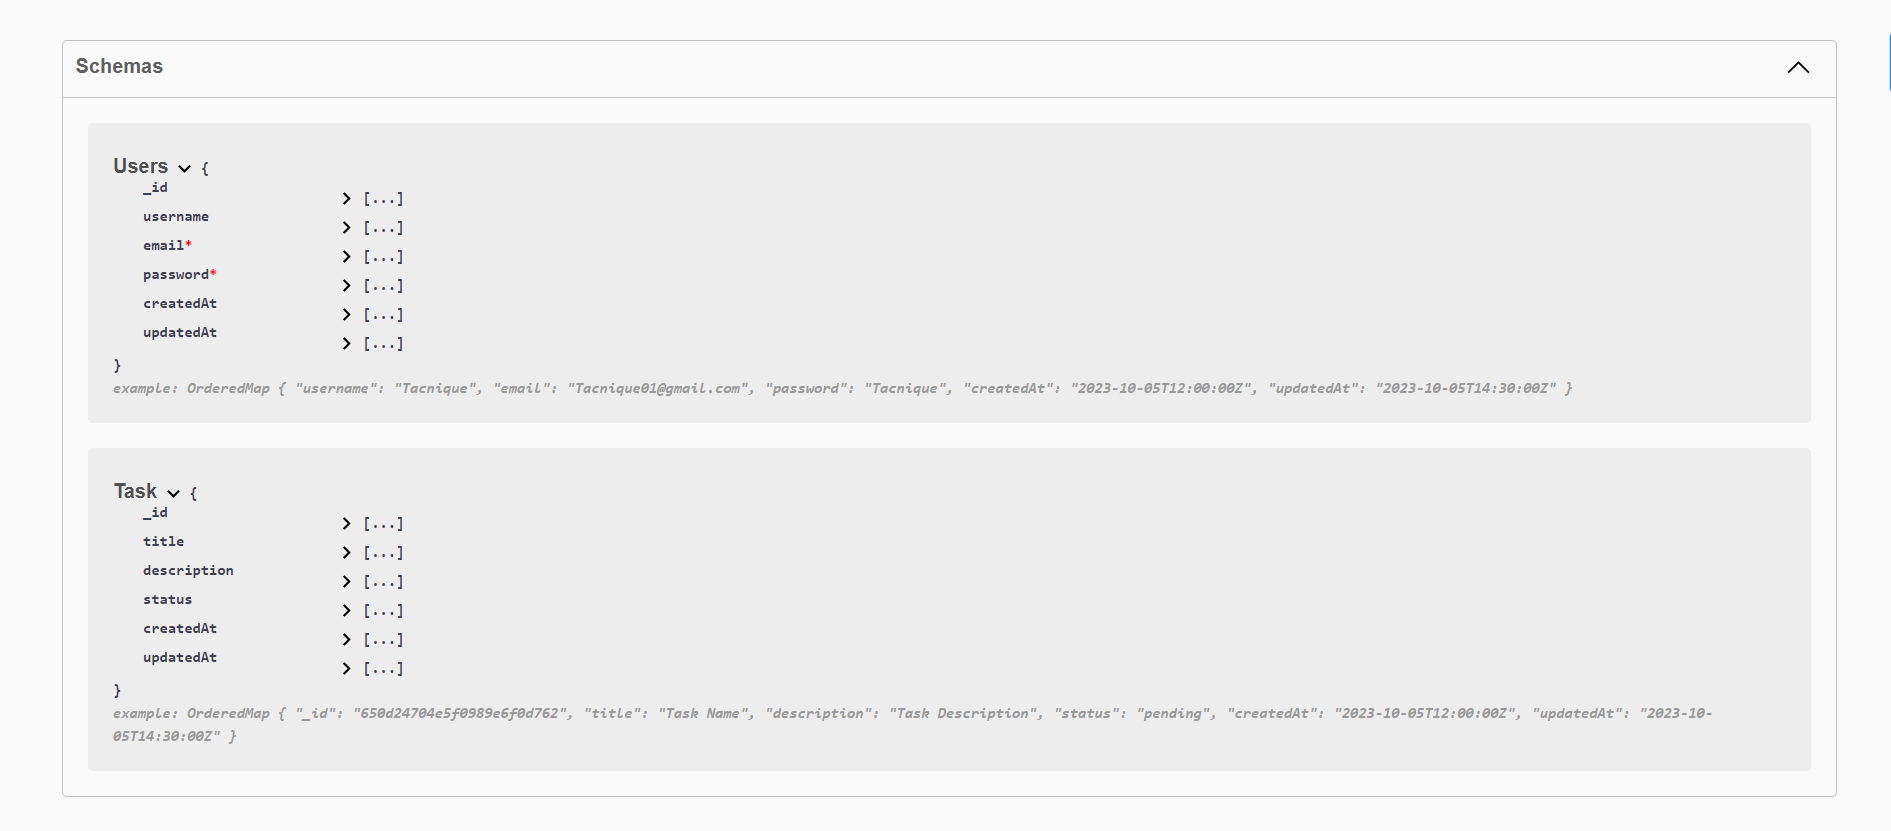 Schemas
Users {
_id [...]
username [...]
email* [...]
password* [...]
createdAt [...]
updatedAt [...]
}
example: OrderedMap { "username": "Tacnique", "email": "Tacnique01@gmail.com", "password": "Tacnique", "createdAt": "2023-10-05T12:00:00Z", "updatedAt": "2023-10-05T14:30:00Z" }
Task {
_id [...]
title [...]
description [...]
status [...]
createdAt [...]
updatedAt [...]
}
example: OrderedMap { "_id": "650d24704e5f0989e6f0d762", "title": "Task Name", "description": "Task Description", "status": "pending", "createdAt": "2023-10-05T12:00:00Z", "updatedAt": "2023-10-
05T14:30:00Z" }